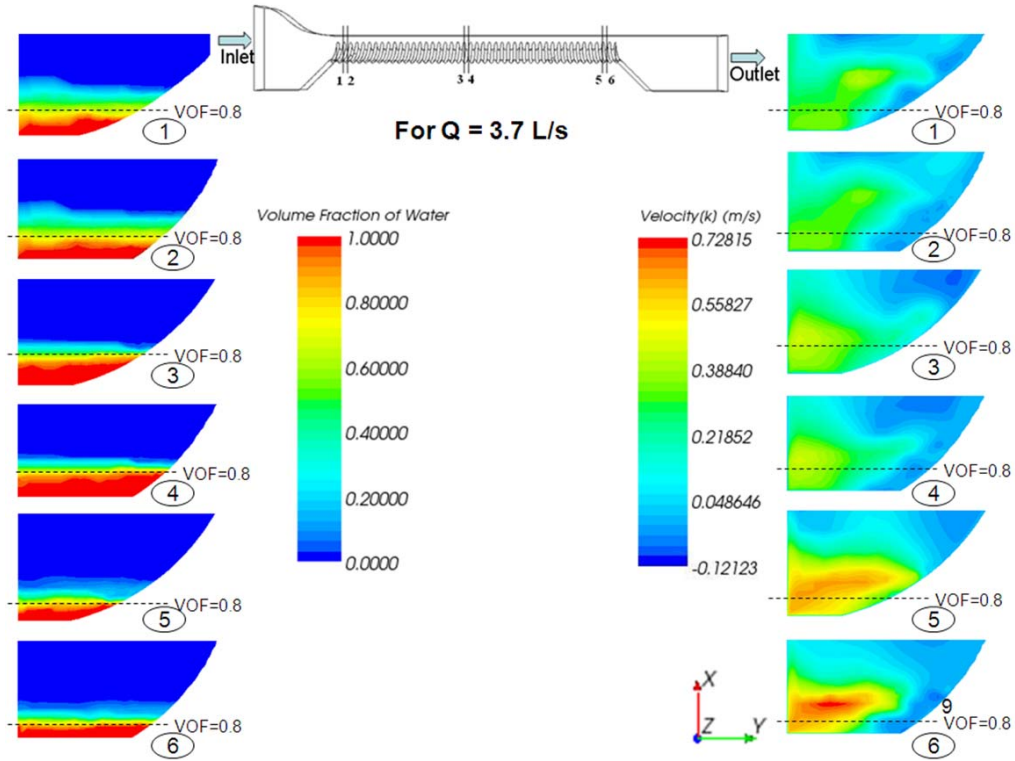 Inlet
1 2
3 4
5 6
Outlet
For Q = 3.7 L/s
VOF=0.8
1
VOF=0.8
2
VOF=0.8
3
VOF=0.8
4
VOF=0.8
5
VOF=0.8
6
Volume Fraction of Water
1.0000
0.80000
0.60000
0.40000
0.20000
0.0000
Velocity[k] (m/s)
0.72815
0.55827
0.38840
0.21852
0.048646
-0.12123
X
Z
Y
VOF=0.8
1
VOF=0.8
2
VOF=0.8
3
VOF=0.8
4
VOF=0.8
5
9
VOF=0.8
6